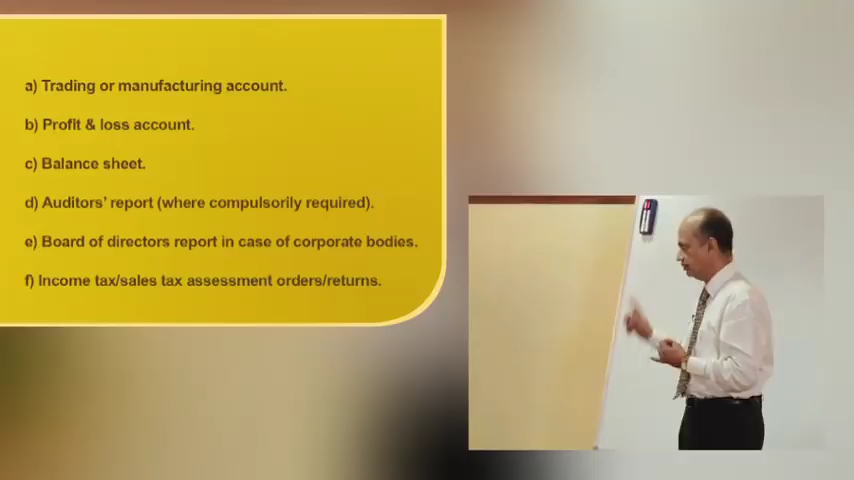 a) Trading or manufacturing account.
b) Profit & loss account.
c) Balance sheet.
d) Auditors' report (where compulsorily required).
e) Board of directors report in case of corporate bodies.
f) Income tax/sales tax assessment orders/returns.